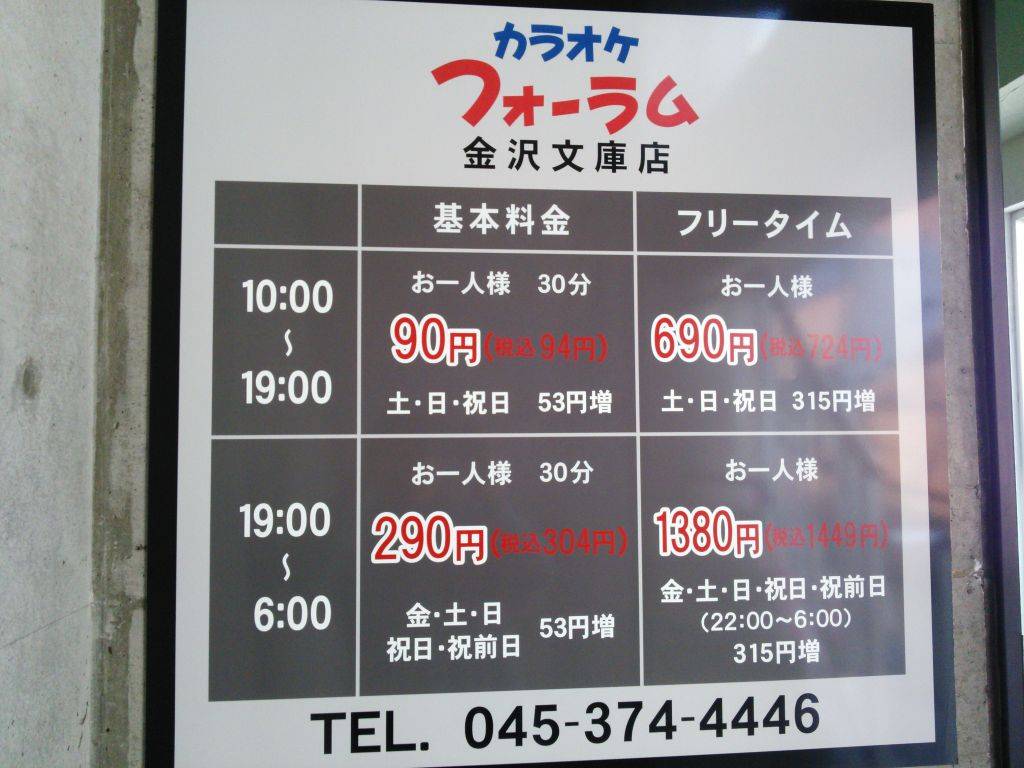 カラオケ
フォーラム
金沢文庫店
基本料金 フリータイム
10:00
～
19:00
お一人様 30分
90円(税込94円)
土・日・祝日 53円増
お一人様
690円(税込724円)
土・日・祝日 315円増
19:00
～
6:00
お一人様 30分
290円(税込304円)
金・土・日
祝日・祝前日
53円増
お一人様
1380円(税込1449円)
金・土・日・祝日・祝前日
(22:00～6:00)
315円増
TEL. 045-374-4446